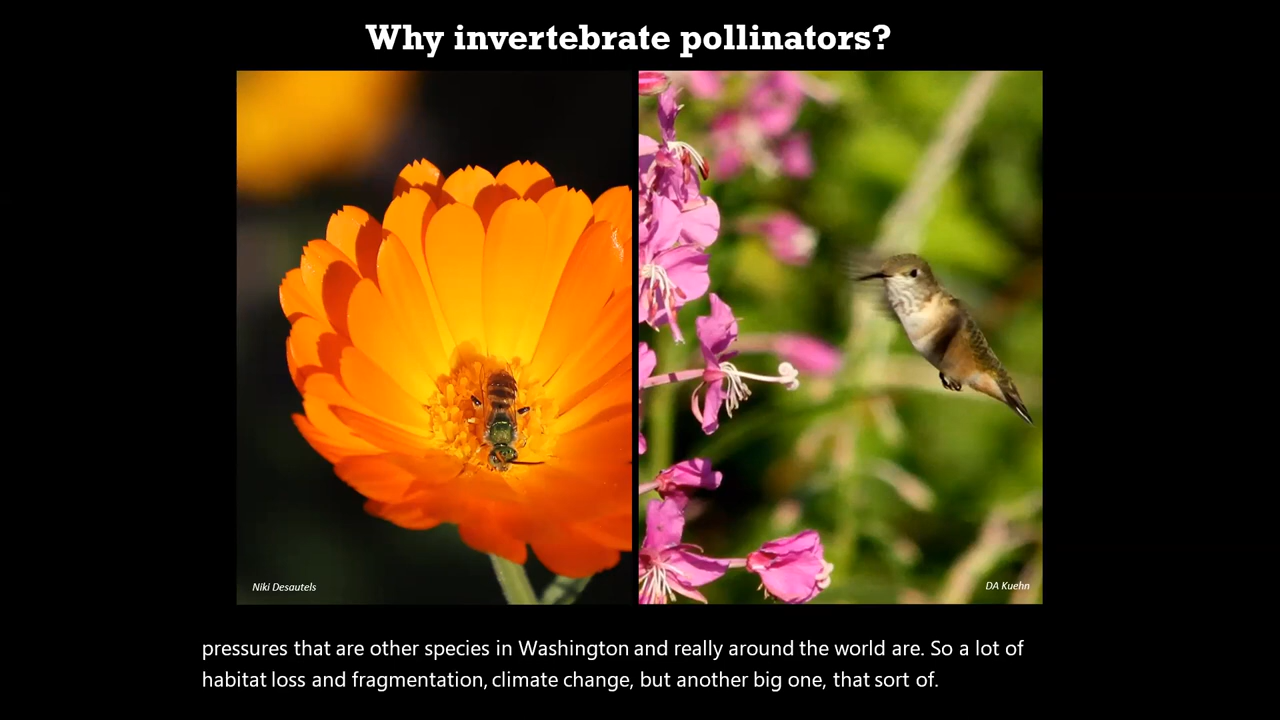 Why invertebrate pollinators?
Niki Desautels
DA Kuehn
pressures that are other species in Washington and really around the world are. So a lot of
habitat loss and fragmentation, climate change, but another big one, that sort of.